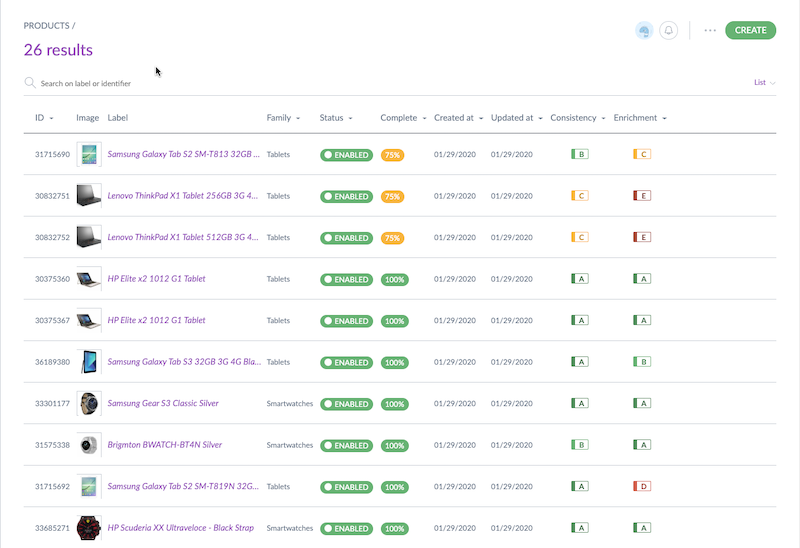 PRODUCTS /
26 results
CREATE
Search on label or identifier
List
ID Image Label Family Status Complete Created at Updated at Consistency Enrichment
31715690 Samsung Galaxy Tab S2 SM-T813 32GB ... Tablets ENABLED 75% 01/29/2020 01/29/2020 B C
30832751 Lenovo ThinkPad X1 Tablet 256GB 3G 4... Tablets ENABLED 75% 01/29/2020 01/29/2020 C E
30832752 Lenovo ThinkPad X1 Tablet 512GB 3G 4... Tablets ENABLED 75% 01/29/2020 01/29/2020 C E
30375360 HP Elite x2 1012 G1 Tablet Tablets ENABLED 100% 01/29/2020 01/29/2020 A A
30375367 HP Elite x2 1012 G1 Tablet Tablets ENABLED 100% 01/29/2020 01/29/2020 A A
36189380 Samsung Galaxy Tab S3 32GB 3G 4G Bla... Tablets ENABLED 100% 01/29/2020 01/29/2020 A B
33301177 Samsung Gear S3 Classic Silver Smartwatches ENABLED 100% 01/29/2020 01/29/2020 A A
31575338 Brigmton BWATCH-BT4N Silver Smartwatches ENABLED 100% 01/29/2020 01/29/2020 B A
31715692 Samsung Galaxy Tab S2 SM-T819N 32G... Tablets ENABLED 100% 01/29/2020 01/29/2020 A D
33685271 HP Scuderia XX Ultraveloce - Black Strap Smartwatches ENABLED 100% 01/29/2020 01/29/2020 A A